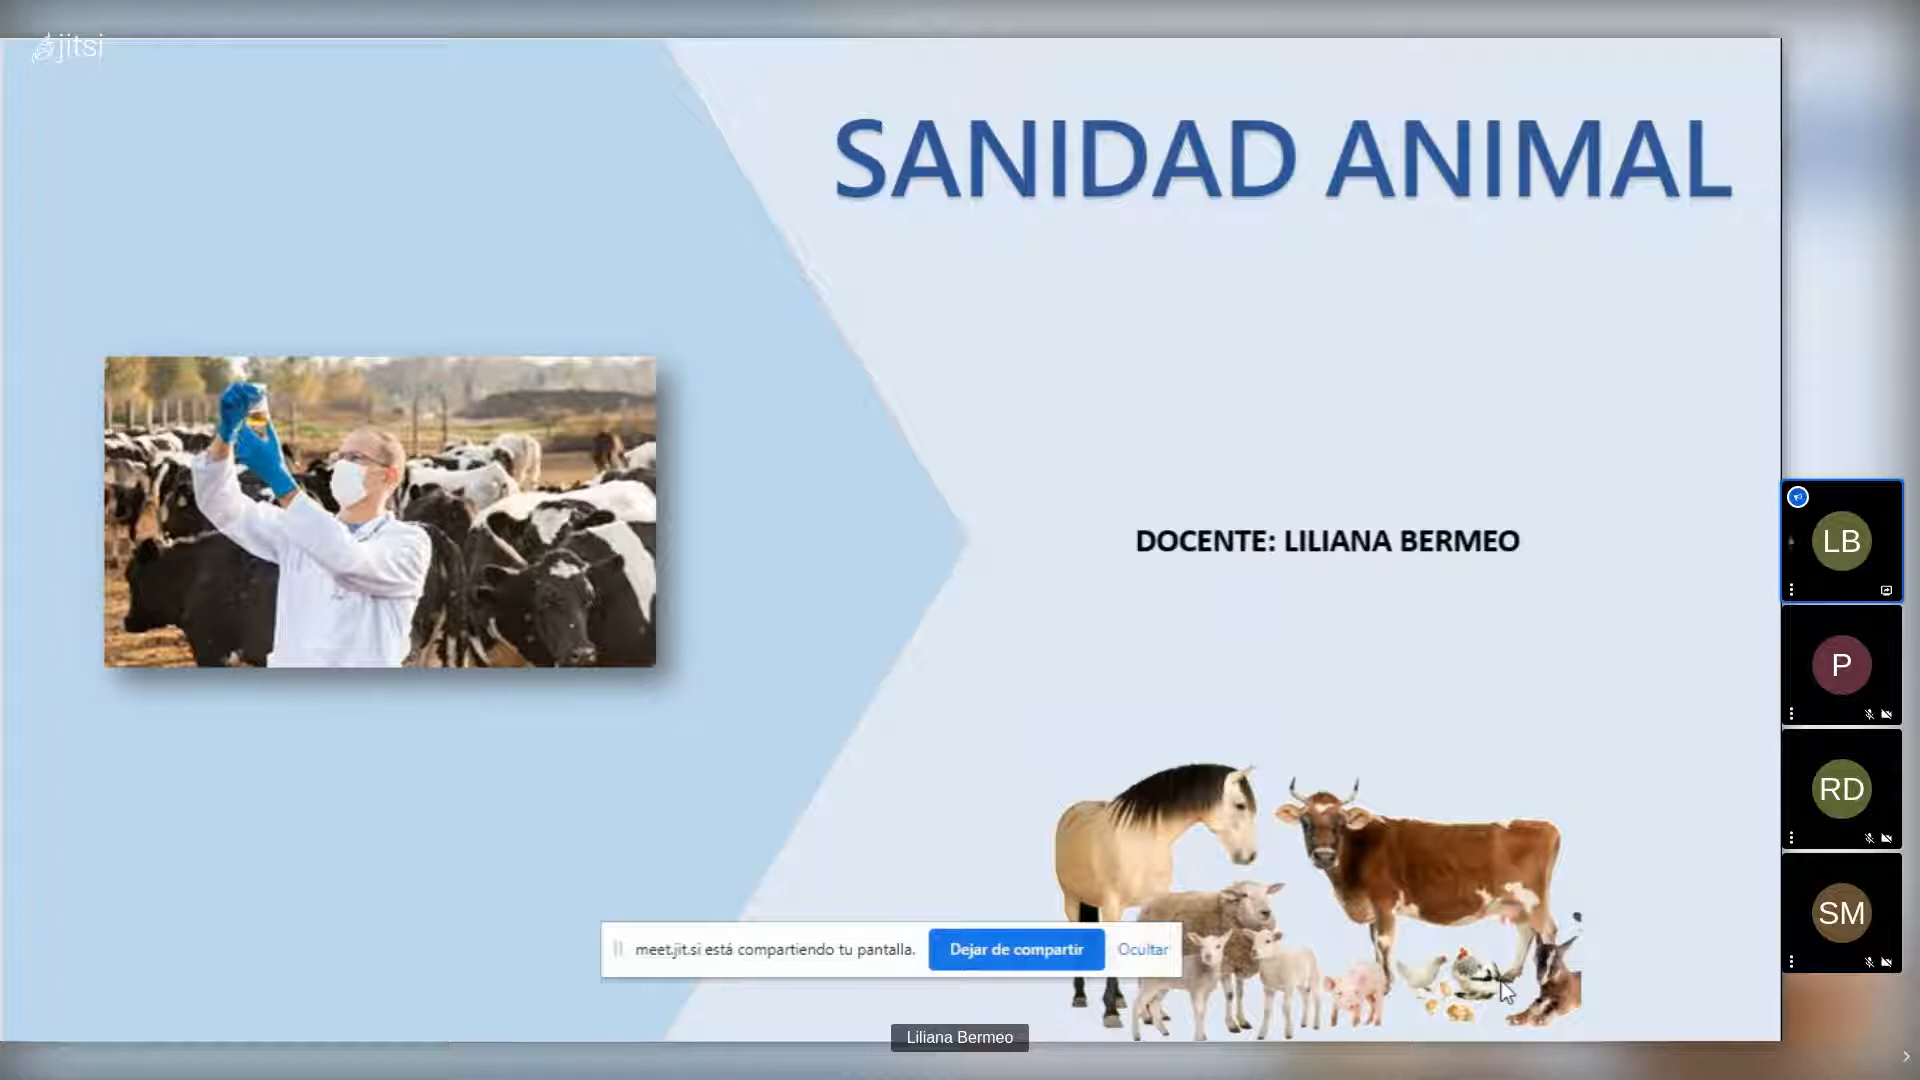 jitsi
SANIDAD ANIMAL
DOCENTE: LILIANA BERMEO
LB
P
RD
SM
meet.jit.si está compartiendo tu pantalla.
Dejar de compartir
Ocultar
Liliana Bermeo